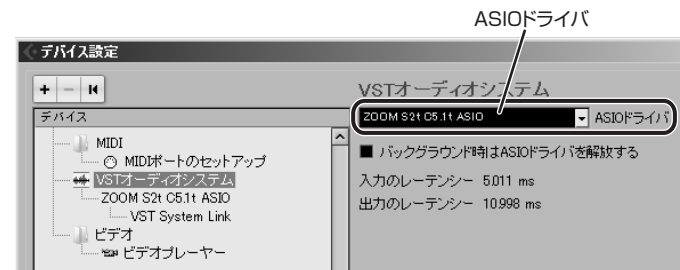 ASIOドライバ
デバイス設定
デバイス
MIDI
MIDIポートのセットアップ
VSTオーディオシステム
ZOOM S2t C5.1t ASIO
VST System Link
ビデオ
ビデオプレーヤー
VSTオーディオシステム
ZOOM S2t C5.1t ASIO ASIOドライバ
バックグラウンド時はASIOドライバを解放する
入力のレーテンシー 5.011 ms
出力のレーテンシー 10.998 ms